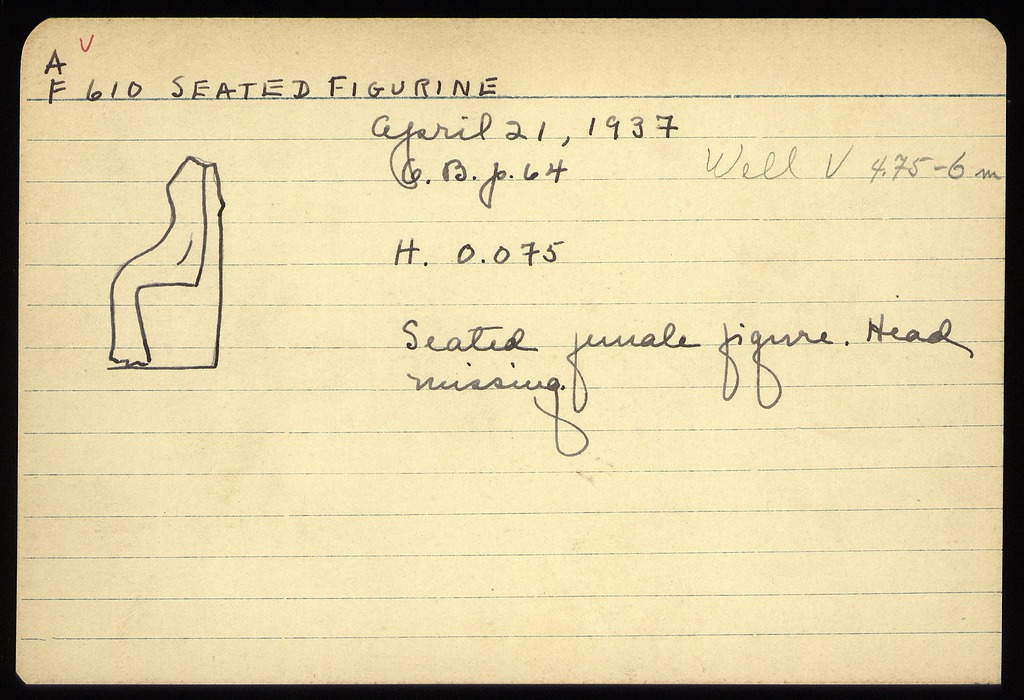 A V
F 610 SEATED FIGURINE
April 21, 1937
G. B. p. 64
Well V 4.75-6 m
H. 0.075
Seated female figure. Head
missing.